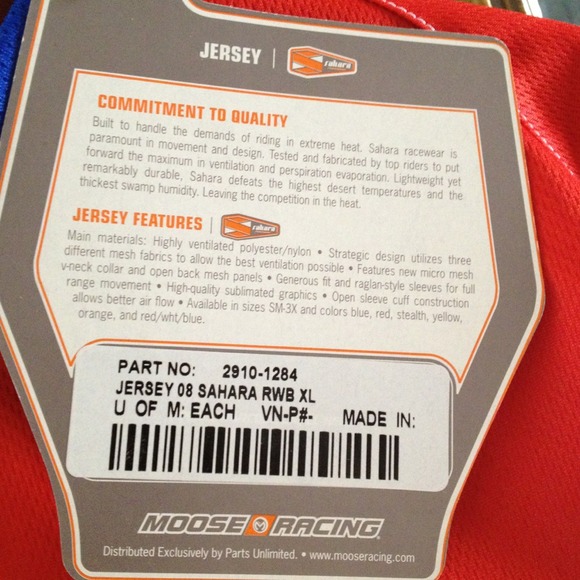 JERSEY | Sahara
COMMITMENT TO QUALITY
Built to handle the demands of riding in extreme heat. Sahara racewear is
paramount in movement and design. Tested and fabricated by top riders to put
forward the maximum in ventilation and perspiration evaporation. Lightweight yet
remarkably durable, Sahara defeats the highest desert temperatures and the
thickest swamp humidity. Leaving the competition in the heat.
JERSEY FEATURES | Sahara
Main materials: Highly ventilated polyester/nylon • Strategic design utilizes three
different mesh fabrics to allow the best ventilation possible • Features new micro mesh
v-neck collar and open back mesh panels • Generous fit and raglan-style sleeves for full
range movement • High-quality sublimated graphics • Open sleeve cuff construction
allows better air flow • Available in sizes SM-3X and colors blue, red, stealth, yellow,
orange, and red/wht/blue.
PART NO: 2910-1284
JERSEY 08 SAHARA RWB XL
U OF M: EACH VN-P#- MADE IN:
MOOSE RACING
Distributed Exclusively by Parts Unlimited. • www.mooseracing.com